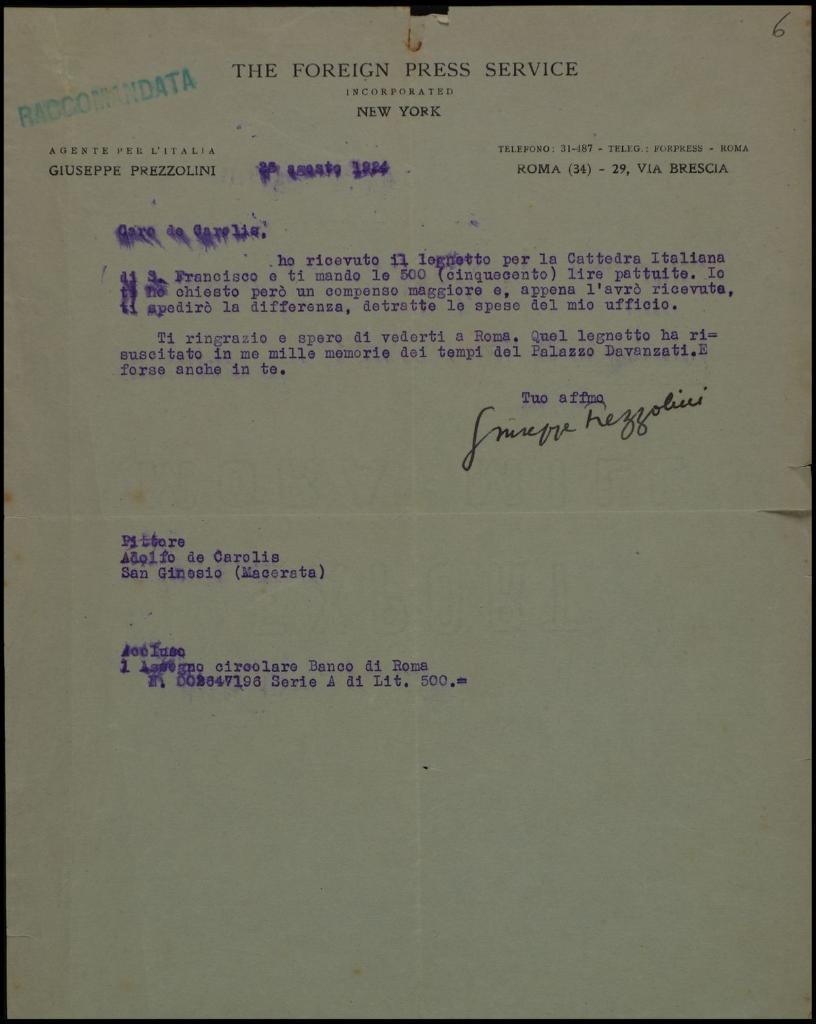 6
THE FOREIGN PRESS SERVICE
INCORPORATED
NEW YORK
RACCOMANDATA
AGENTE PER L'ITALIA
GIUSEPPE PREZZOLINI
agosto 1924
TELEFONO: 31-487 - TELEG.: FORPRESS - ROMA
ROMA (34) - 29, VIA BRESCIA
Caro de Carolis,
ho ricevuto il legnetto per la Cattedra Italiana
di S. Francisco e ti mando le 500 (cinquecento) lire pattuite. Io
ti ho chiesto però un compenso maggiore e, appena l'avrò ricevuta,
ti spedirò la differenza, detratte le spese del mio ufficio.
Ti ringrazio e spero di vederti a Roma. Quel legnetto ha ri=
suscitato in me mille memorie dei tempi del Palazzo Davanzati.E
forse anche in te.
Tuo affmo
Giuseppe Prezzolini
Pittore
Adolfo de Carolis
San Ginesio (Macerata)
Accluso
1 Assegno circolare Banco di Roma
N. 002647196 Serie A di Lit. 500.=